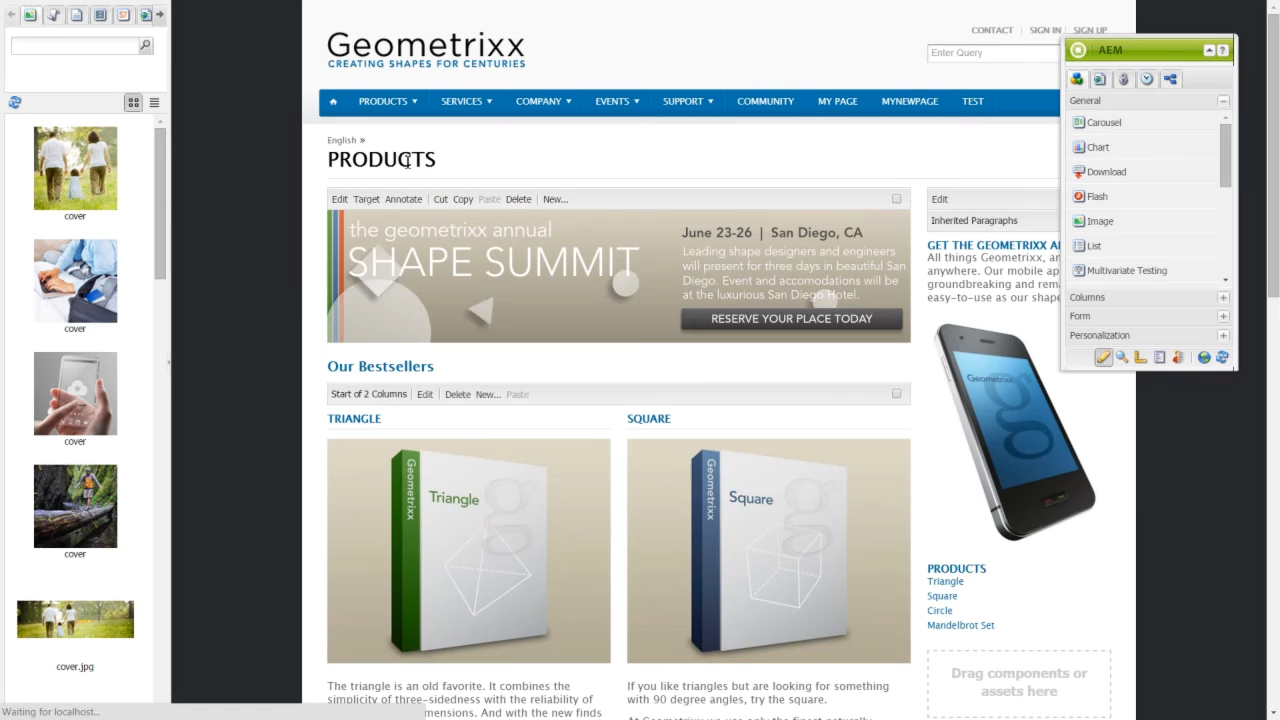 cover
cover
cover
cover
cover.jpg
Waiting for localhost...
Geometrixx
CREATING SHAPES FOR CENTURIES
CONTACT | SIGN IN | SIGN UP
Enter Query
PRODUCTS
SERVICES
COMPANY
EVENTS
SUPPORT
COMMUNITY
MY PAGE
MYNEWPAGE
TEST
English »
PRODUCTS
Edit Target Annotate | Cut Copy Paste Delete | New...
the geometrixx annual
SHAPE SUMMIT
June 23-26 | San Diego, CA
Leading shape designers and engineers
will present for three days in beautiful San
Diego. Event and accomodations will be
at the luxurious San Diego Hotel.
RESERVE YOUR PLACE TODAY
Our Bestsellers
Start of 2 Columns | Edit | Delete New... Paste
TRIANGLE
Geometrixx
Triangle
g
The triangle is an old favorite. It combines the
simplicity of three-sidedness with the reliability of
mensions. And with the new finds
SQUARE
Geometrixx
Square
g
If you like triangles but are looking for something
with 90 degree angles, try the square.
Edit
Inherited Paragraphs
GET THE GEOMETRIXX
All things Geometrixx,
anywhere. Our mobile
groundbreaking and
easy-to-use as our
Geometrixx
g
PRODUCTS
Triangle
Square
Circle
Mandelbrot Set
Drag components or
assets here
AEM
?
General
Carousel
Chart
Download
Flash
Image
List
Multivariate Testing
Columns
Form
Personalization